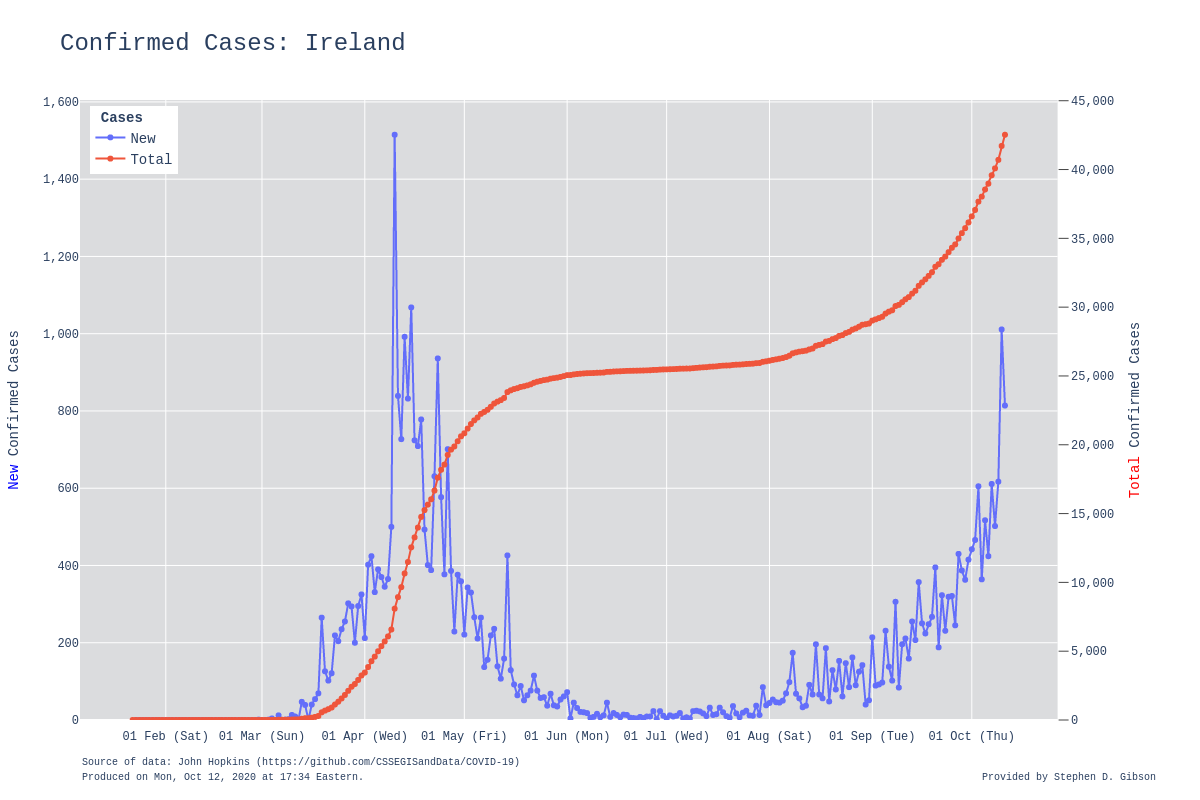 Confirmed Cases: Ireland
Cases
New
Total
1,600
1,400
1,200
1,000
800
600
400
200
0
45,000
40,000
35,000
30,000
25,000
20,000
15,000
10,000
5,000
0
New Confirmed Cases
Total Confirmed Cases
01 Feb (Sat) 01 Mar (Sun) 01 Apr (Wed) 01 May (Fri) 01 Jun (Mon) 01 Jul (Wed) 01 Aug (Sat) 01 Sep (Tue) 01 Oct (Thu)
Source of data: John Hopkins (https://github.com/CSSEGISandData/COVID-19)
Produced on Mon, Oct 12, 2020 at 17:34 Eastern.
Provided by Stephen D. Gibson